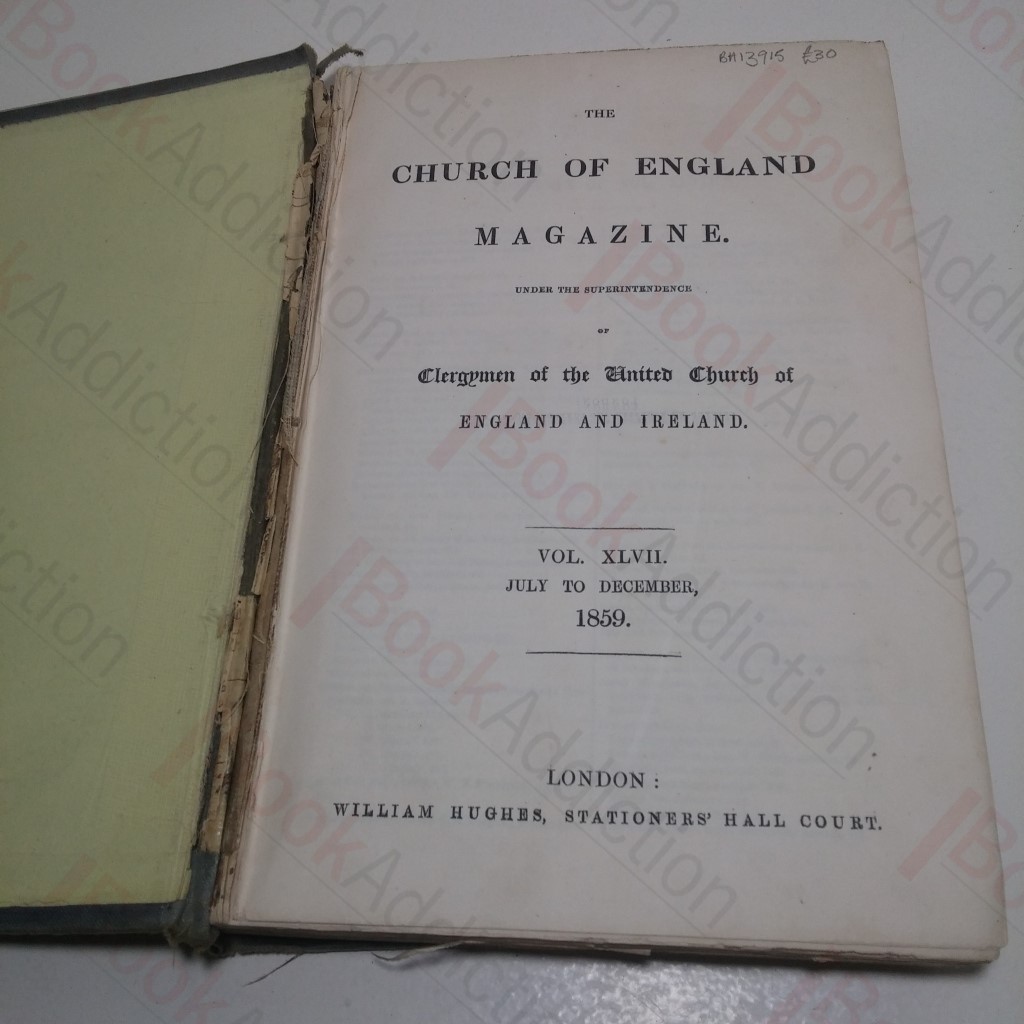 BH13915 £30
THE
CHURCH OF ENGLAND
MAGAZINE.
UNDER THE SUPERINTENDENCE
OF
Clergymen of the United Church of
ENGLAND AND IRELAND.
VOL. XLVII.
JULY TO DECEMBER,
1859.
LONDON:
WILLIAM HUGHES, STATIONERS' HALL COURT.
BookAddiction